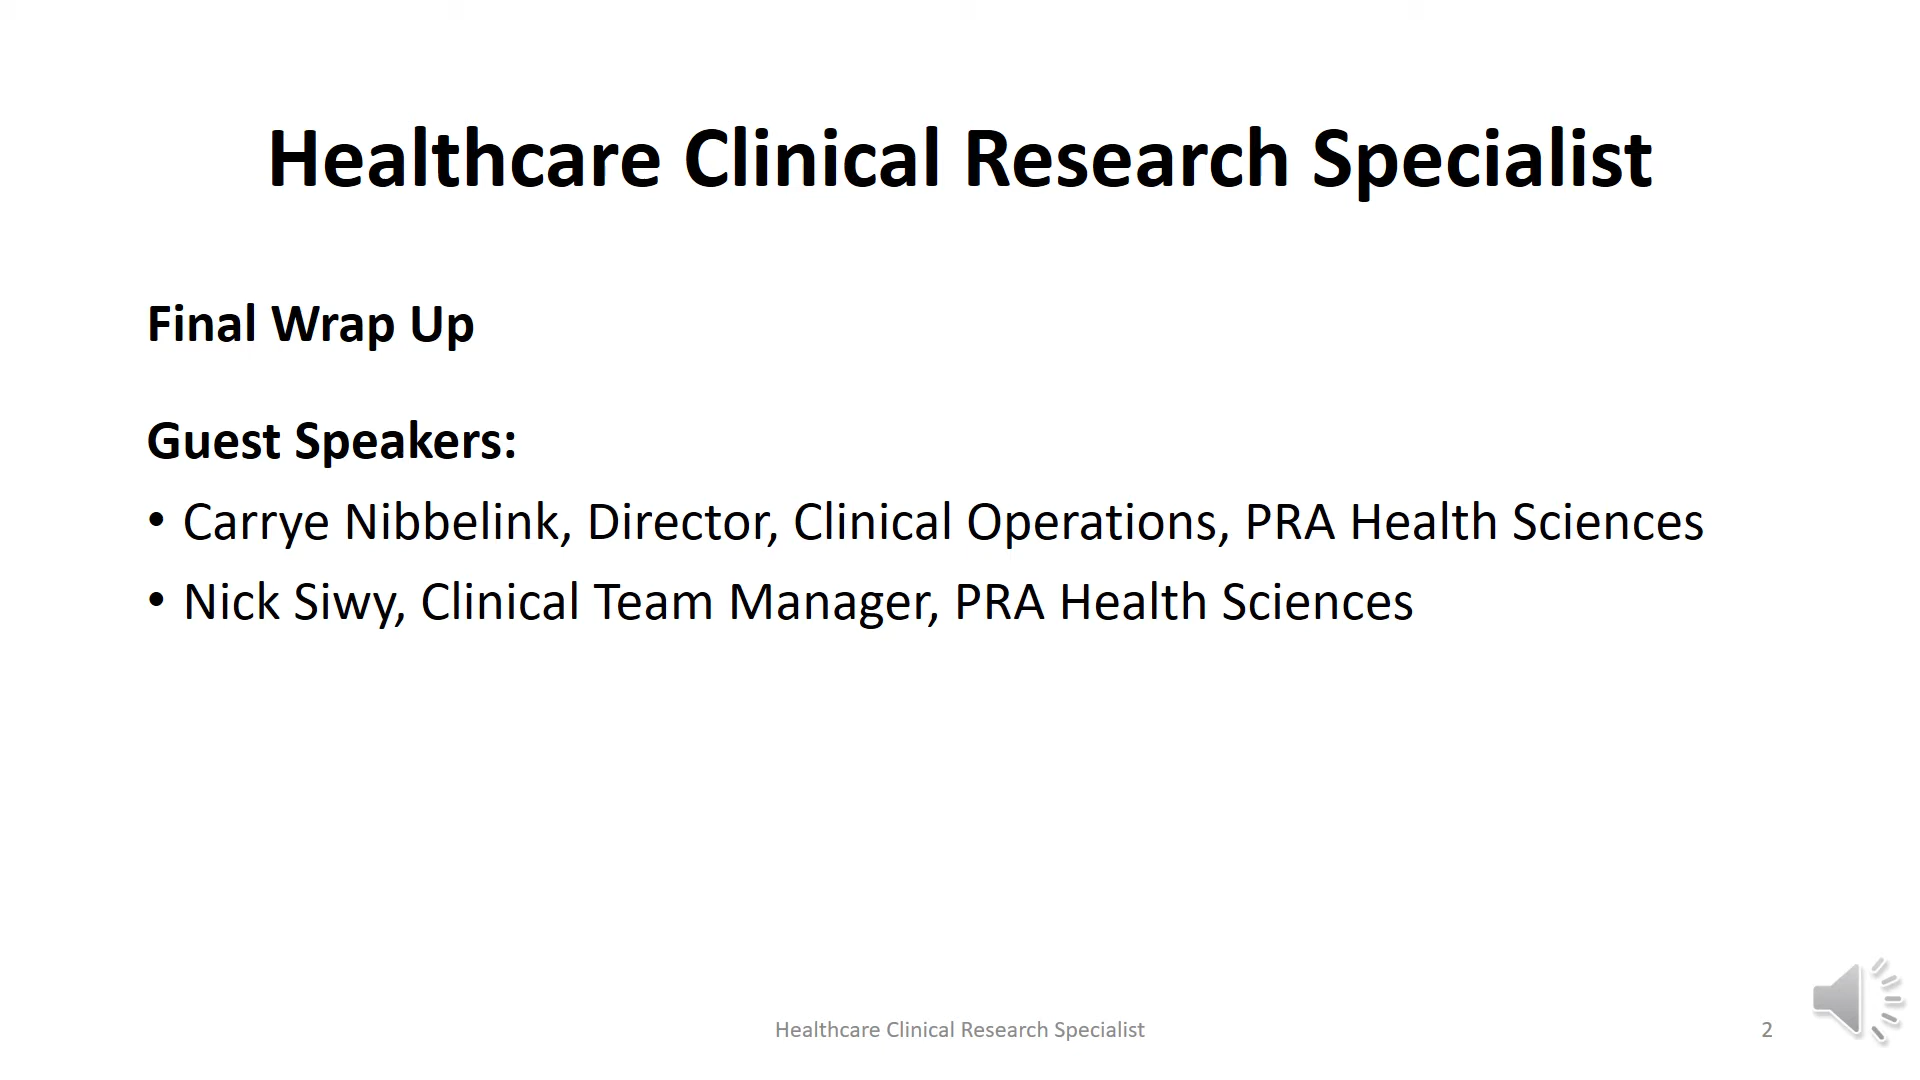 Healthcare Clinical Research Specialist
Final Wrap Up
Guest Speakers:
• Carrye Nibbelink, Director, Clinical Operations, PRA Health Sciences
• Nick Siwy, Clinical Team Manager, PRA Health Sciences
Healthcare Clinical Research Specialist
2